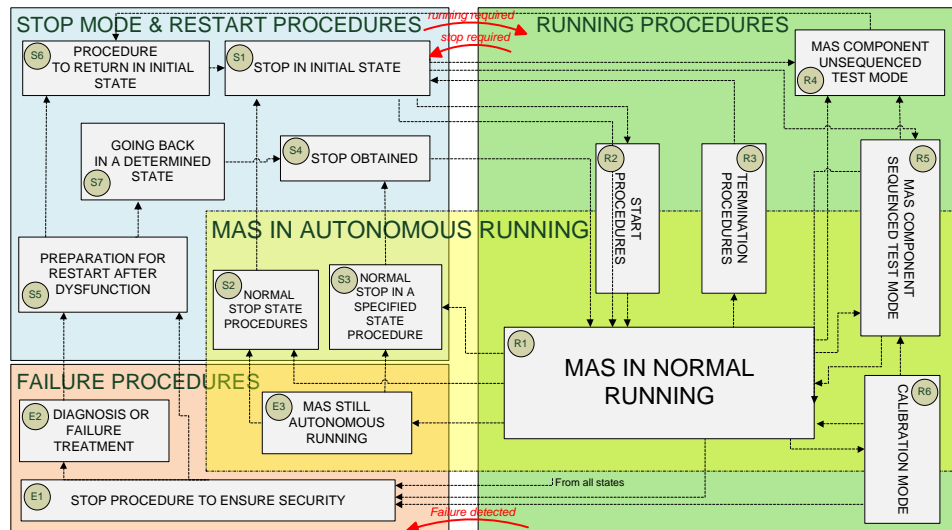 STOP MODE & RESTART PROCEDURES
running required
stop required
RUNNING PROCEDURES
S6
PROCEDURE
TO RETURN IN INITIAL
STATE
S1
STOP IN INITIAL STATE
MAS COMPONENT
UNSEQUENCED
TEST MODE
R4
GOING BACK
IN A DETERMINED
STATE
S7
S4
STOP OBTAINED
R2
START
PROCEDURES
R3
TERMINATION
PROCEDURES
R5
MAS COMPONENT
SEQUENCED TEST
MODE
MAS IN AUTONOMOUS RUNNING
PREPARATION FOR
RESTART AFTER
DYSFUNCTION
S5
S2
NORMAL
STOP STATE
PROCEDURES
S3
NORMAL
STOP IN A
SPECIFIED
STATE
PROCEDURE
R1
MAS IN NORMAL
RUNNING
FAILURE PROCEDURES
E2
DIAGNOSIS OR
FAILURE
TREATMENT
E3
MAS STILL
AUTONOMOUS
RUNNING
R6
CALIBRATION
MODE
E1
STOP PROCEDURE TO ENSURE SECURITY
From all states
Failure detected